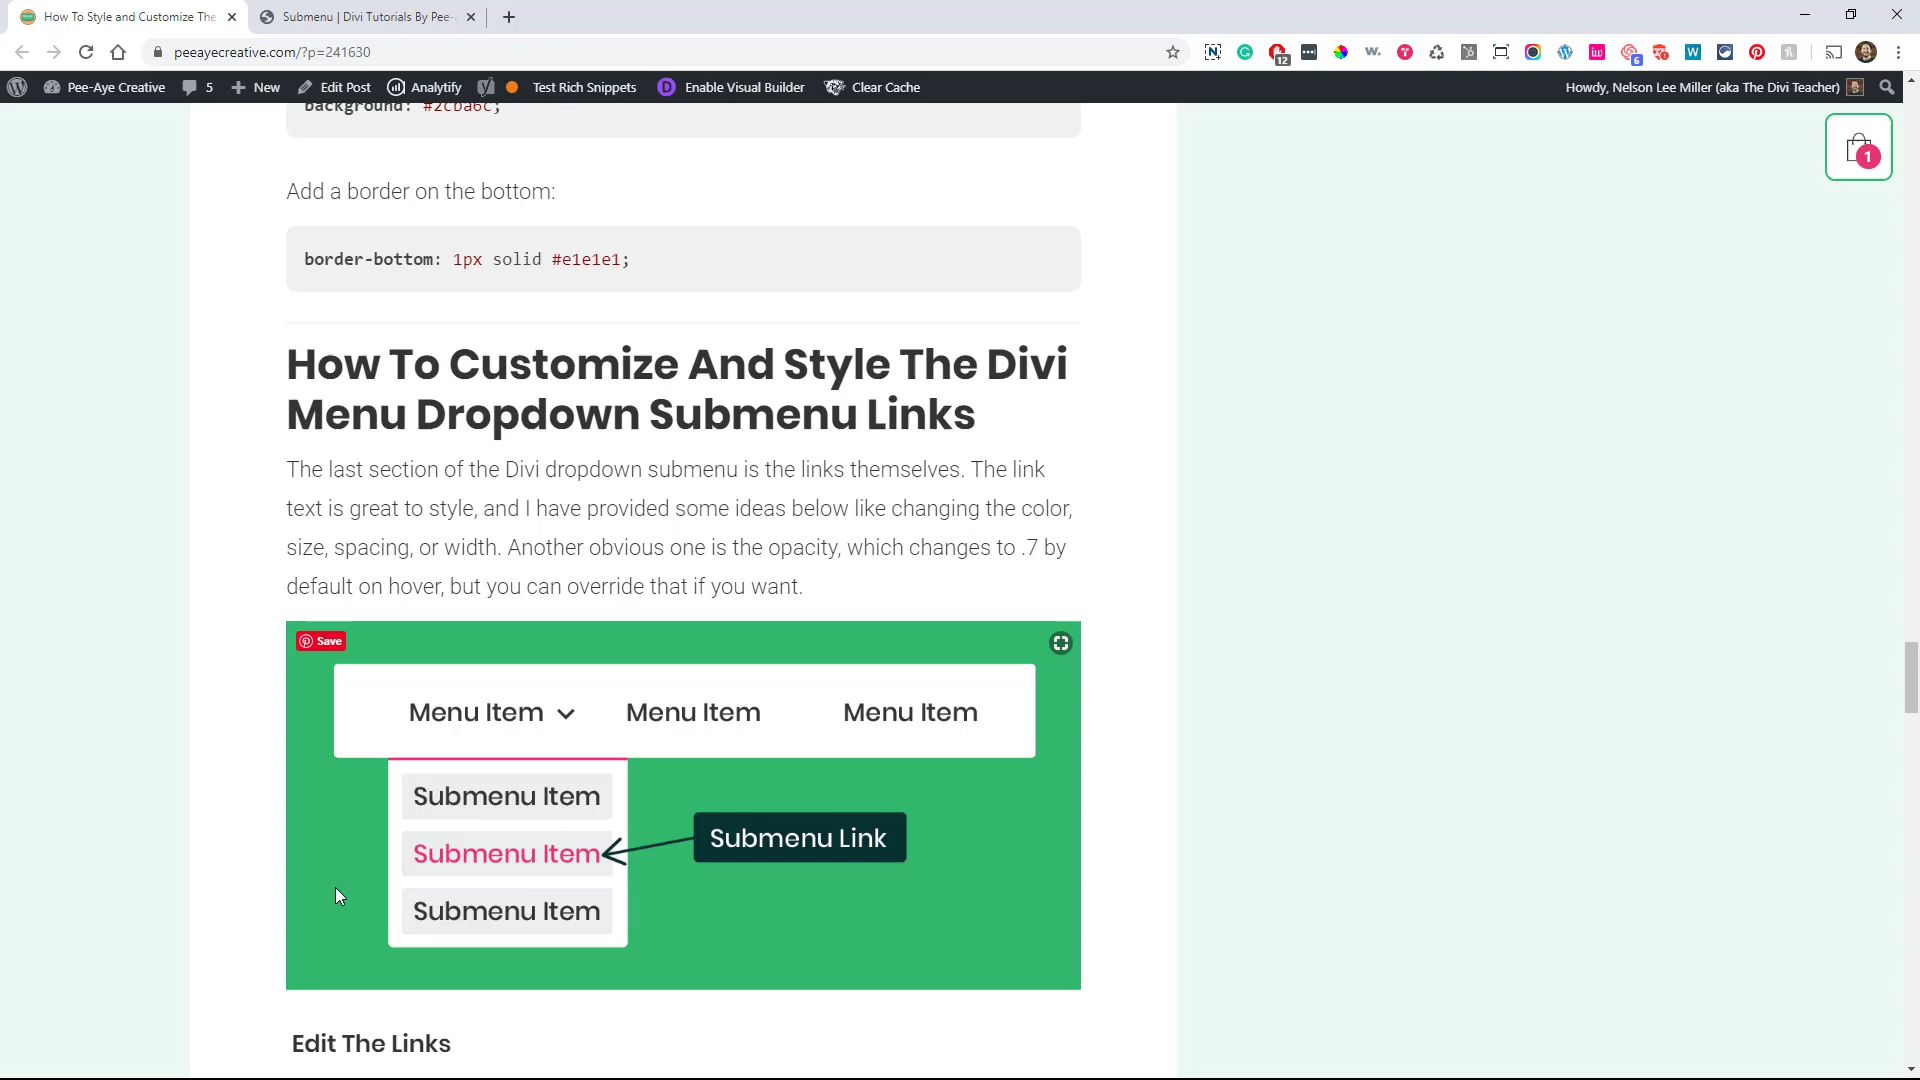 How To Style and Customize The
Submenu | Divi Tutorials By Pee-
peeayecreative.com/?p=241630
12
6
Pee-Aye Creative
5
New
Edit Post
Analytify
Test Rich Snippets
Enable Visual Builder
Clear Cache
Howdy, Nelson Lee Miller (aka The Divi Teacher)
1
background: #2cba6c;
Add a border on the bottom:
border-bottom: 1px solid #e1e1e1;
How To Customize And Style The Divi
Menu Dropdown Submenu Links
The last section of the Divi dropdown submenu is the links themselves. The link
text is great to style, and I have provided some ideas below like changing the color,
size, spacing, or width. Another obvious one is the opacity, which changes to .7 by
default on hover, but you can override that if you want.
Save
Menu Item
Menu Item
Menu Item
Submenu Item
Submenu Item
Submenu Link
Submenu Item
Edit The Links